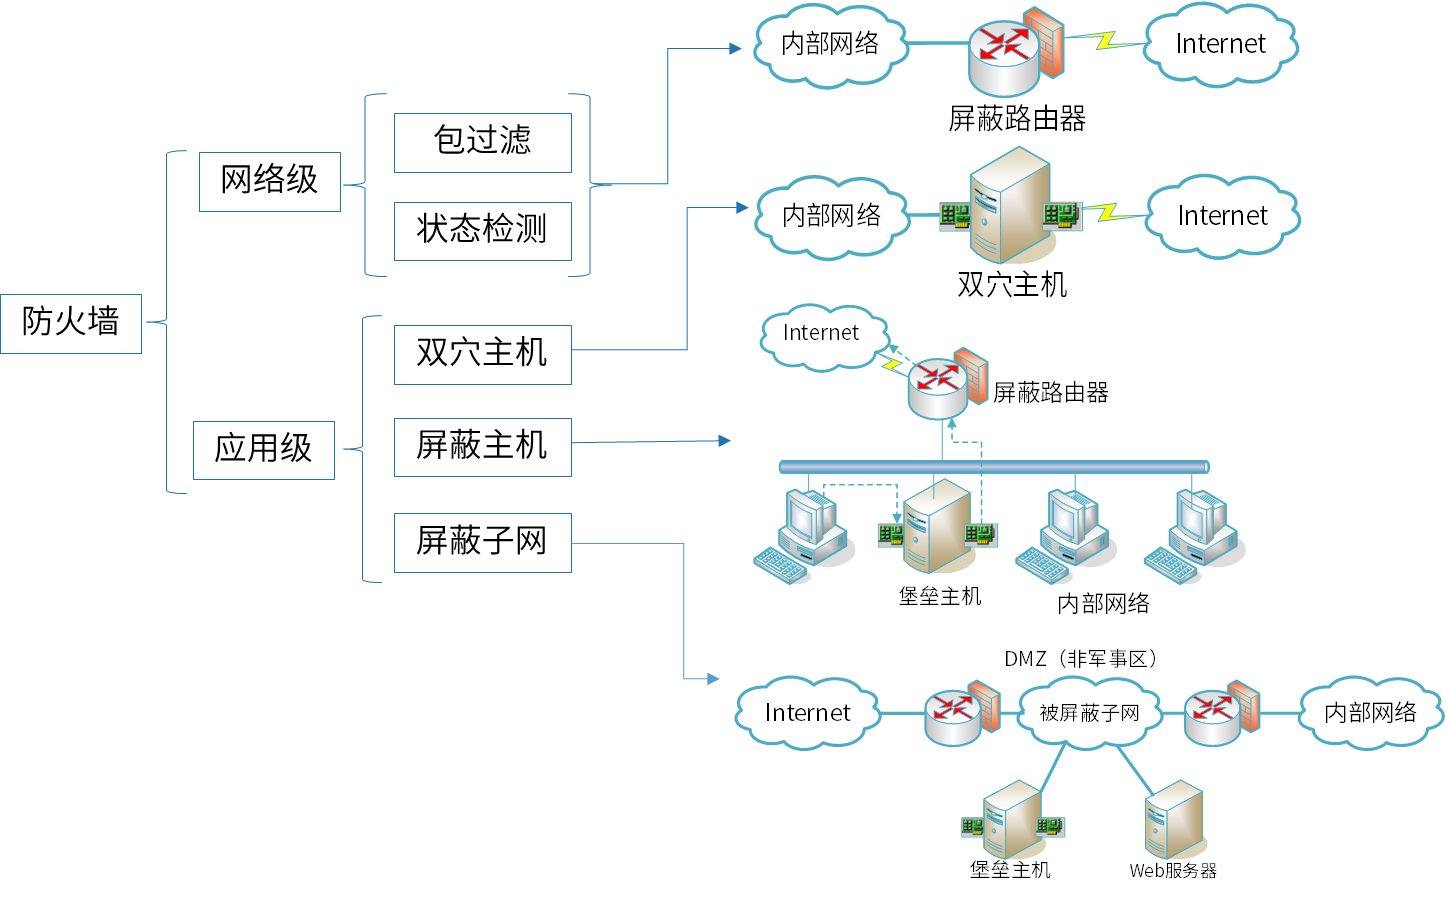 防火墙
网络级
包过滤
状态检测
应用级
双穴主机
屏蔽主机
屏蔽子网
内部网络
屏蔽路由器
Internet
内部网络
双穴主机
Internet
Internet
屏蔽路由器
堡垒主机
内部网络
DMZ（非军事区）
Internet
被屏蔽子网
内部网络
堡垒主机
Web服务器